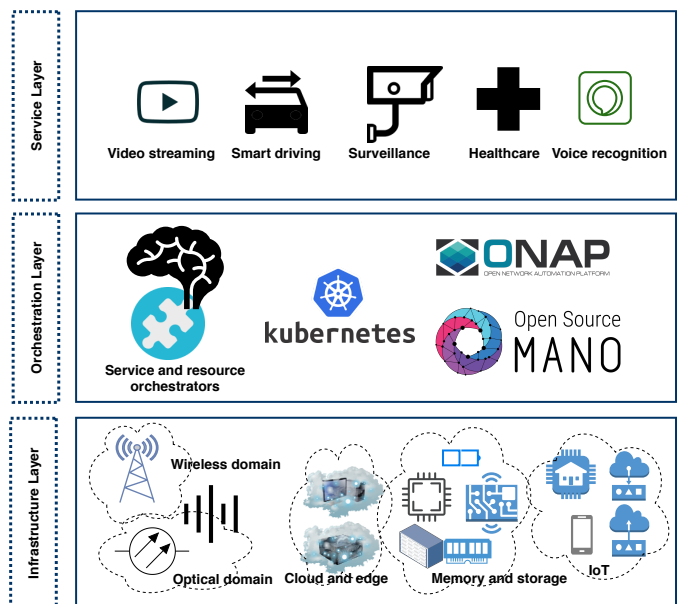 Service Layer
Video streaming
Smart driving
Surveillance
Healthcare
Voice recognition
Orchestration Layer
Service and resource
orchestrators
kubernetes
ONAP
OPEN NETWORK AUTOMATION PLATFORM
Open Source
MANO
Infrastructure Layer
Wireless domain
Optical domain
Cloud and edge
Memory and storage
IoT